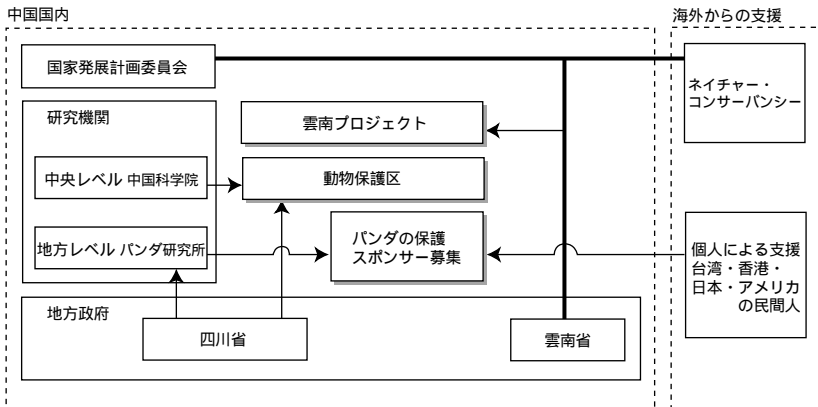 中国国内
海外からの支援
国家発展計画委員会
ネイチャー・
コンサーバンシー
研究機関
雲南プロジェクト
中央レベル 中国科学院
動物保護区
地方レベル パンダ研究所
パンダの保護
スポンサー募集
個人による支援
台湾・香港・
日本・アメリカ
の民間人
地方政府
四川省
雲南省